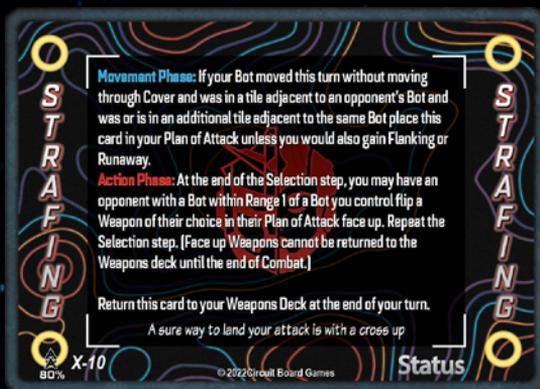 STRAFING
Movement Phase: If your Bot moved this turn without moving
through Cover and was in a tile adjacent to an opponent's Bot and
was or is in an additional tile adjacent to the same Bot place this
card in your Plan of Attack unless you would also gain Flanking or
Runaway.
Action Phase: At the end of the Selection step, you may have an
opponent with a Bot within Range 1 of a Bot you control flip a
Weapon of their choice in their Plan of Attack face up. Repeat the
Selection step. (Face up Weapons cannot be returned to the
Weapons deck until the end of Combat.)
Return this card to your Weapons Deck at the end of your turn.
A sure way to land your attack is with a cross up
STRAFING
80%
X-10
©2022Circuit Board Games
Status